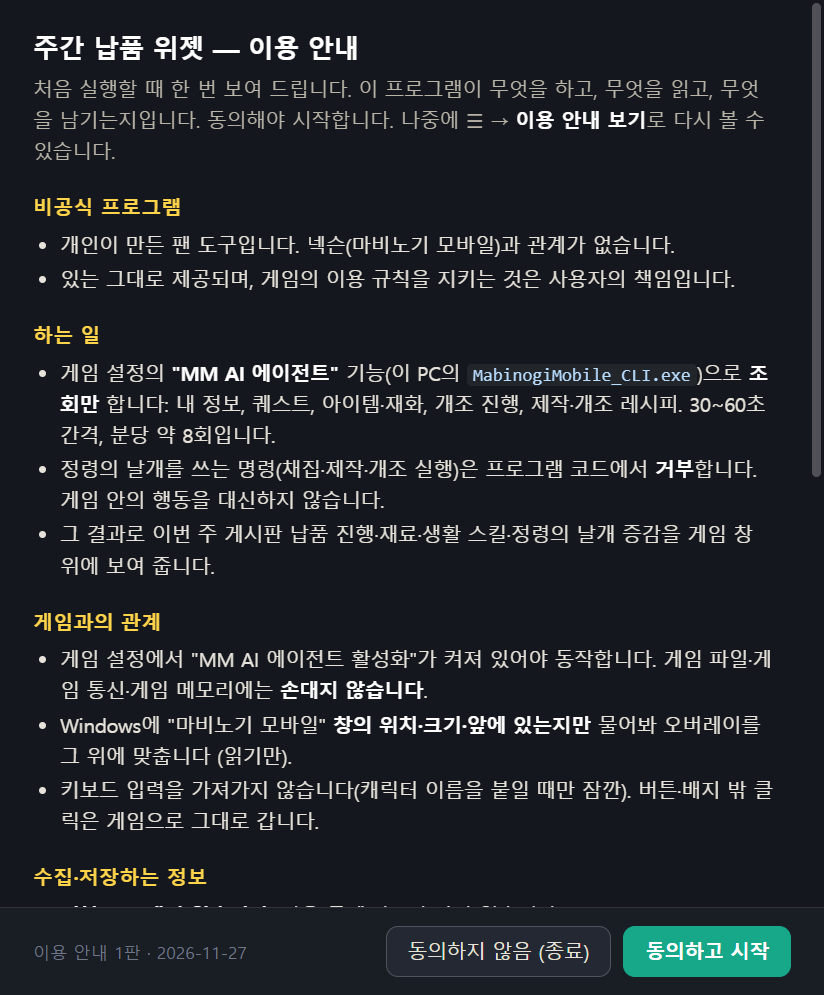 주간 납품 위젯 — 이용 안내
처음 실행할 때 한 번 보여 드립니다. 이 프로그램이 무엇을 하고, 무엇을 읽고, 무엇
을 남기는지입니다. 동의해야 시작합니다. 나중에 ☰ → 이용 안내 보기로 다시 볼 수
있습니다.
비공식 프로그램
• 개인이 만든 팬 도구입니다. 넥슨(마비노기 모바일)과 관계가 없습니다.
• 있는 그대로 제공되며, 게임의 이용 규칙을 지키는 것은 사용자의 책임입니다.
하는 일
• 게임 설정의 "MM AI 에이전트" 기능(이 PC의 MabinogiMobile_CLI.exe)으로 조
회만 합니다: 내 정보, 퀘스트, 아이템·재화, 개조 진행, 제작·개조 레시피. 30~60초
간격, 분당 약 8회입니다.
• 정령의 날개를 쓰는 명령(채집·제작·개조 실행)은 프로그램 코드에서 거부합니다.
게임 안의 행동을 대신하지 않습니다.
• 그 결과로 이번 주 게시판 납품 진행·재료·생활 스킬·정령의 날개 증감을 게임 창
위에 보여 줍니다.
게임과의 관계
• 게임 설정에서 "MM AI 에이전트 활성화"가 켜져 있어야 동작합니다. 게임 파일·게
임 통신·게임 메모리에는 손대지 않습니다.
• Windows에 "마비노기 모바일" 창의 위치·크기·앞에 있는지만 물어봐 오버레이를
그 위에 맞춥니다 (읽기만).
• 키보드 입력을 가져가지 않습니다(캐릭터 이름을 붙일 때만 잠깐). 버튼·배지 밖 클
릭은 게임으로 그대로 갑니다.
수집·저장하는 정보
이용 안내 1판 · 2026-11-27
동의하지 않음 (종료)
동의하고 시작